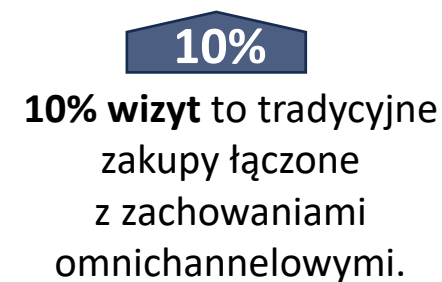 10%
10% wizyt to tradycyjne
zakupy łączone
z zachowaniami
omnichannelowymi.